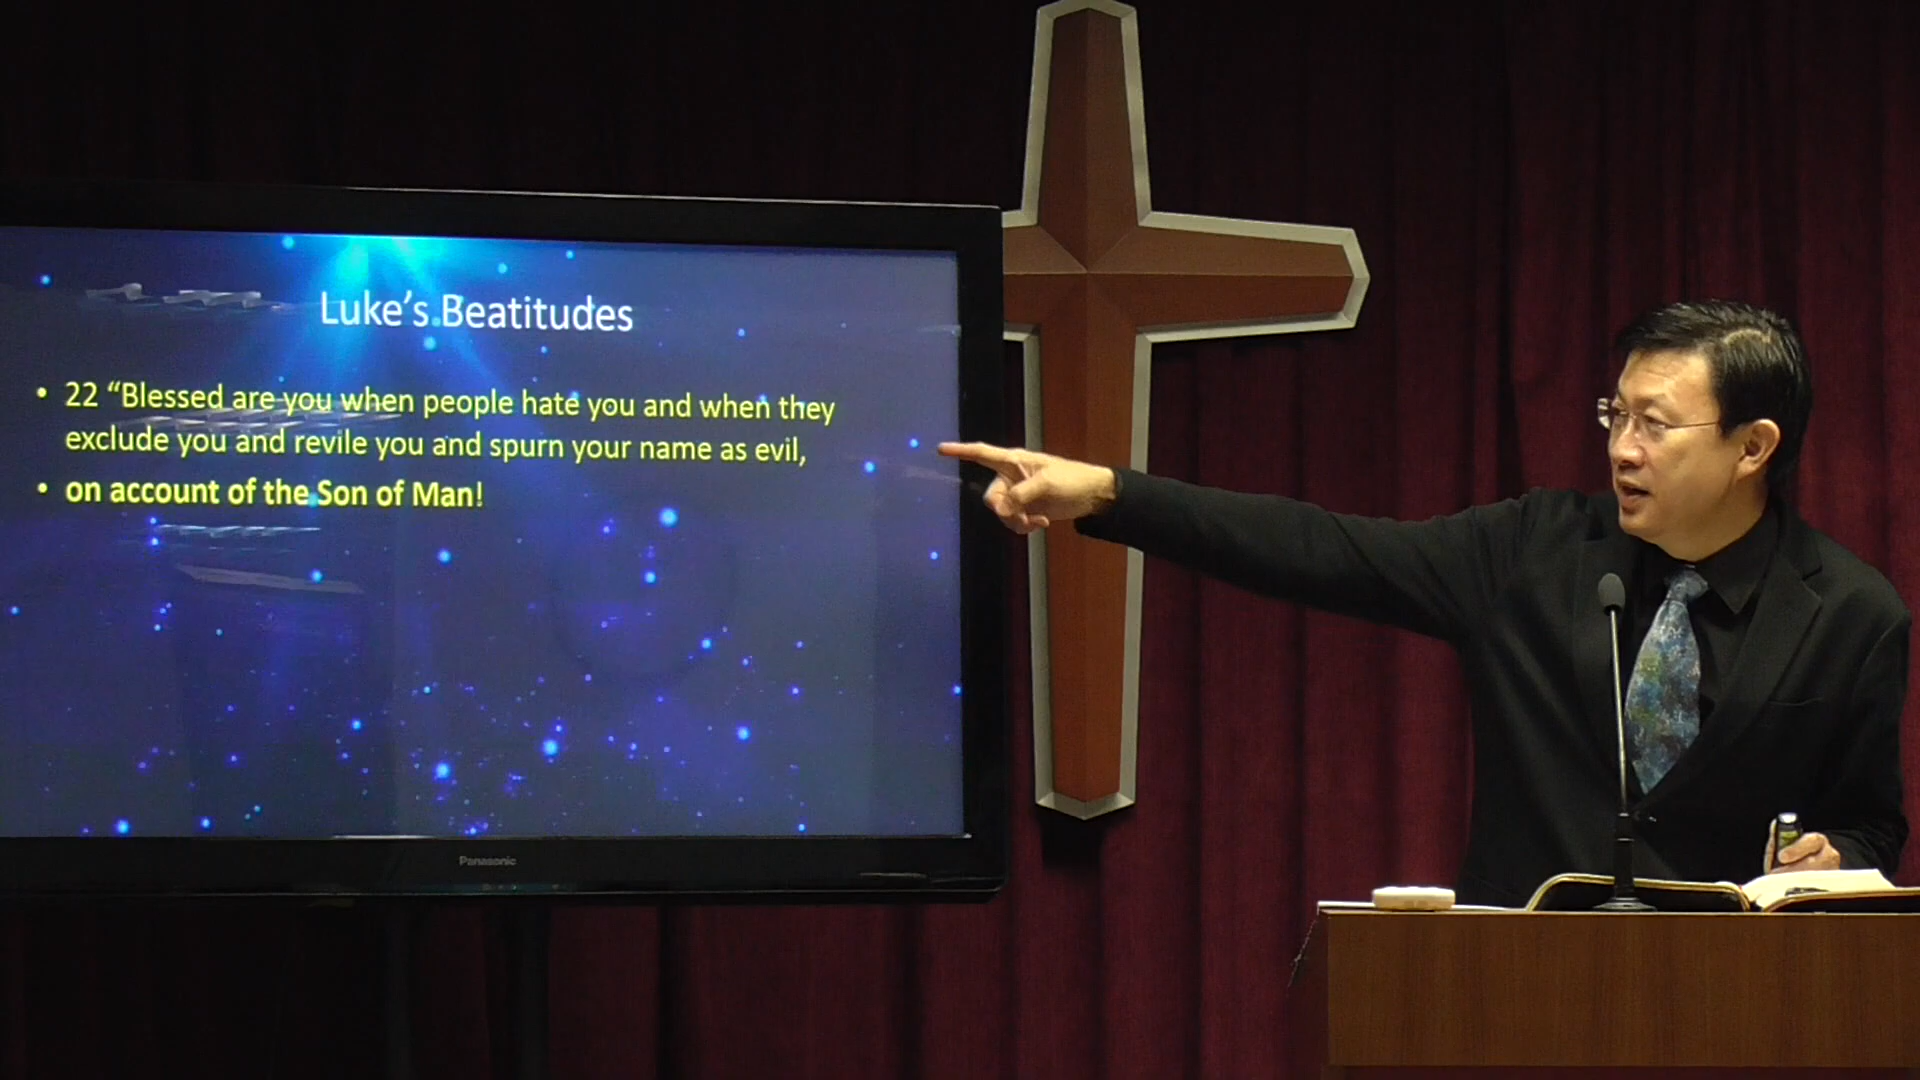 Luke's Beatitudes
• 22 “Blessed are you when people hate you and when they
exclude you and revile you and spurn your name as evil,
• on account of the Son of Man!
Panasonic